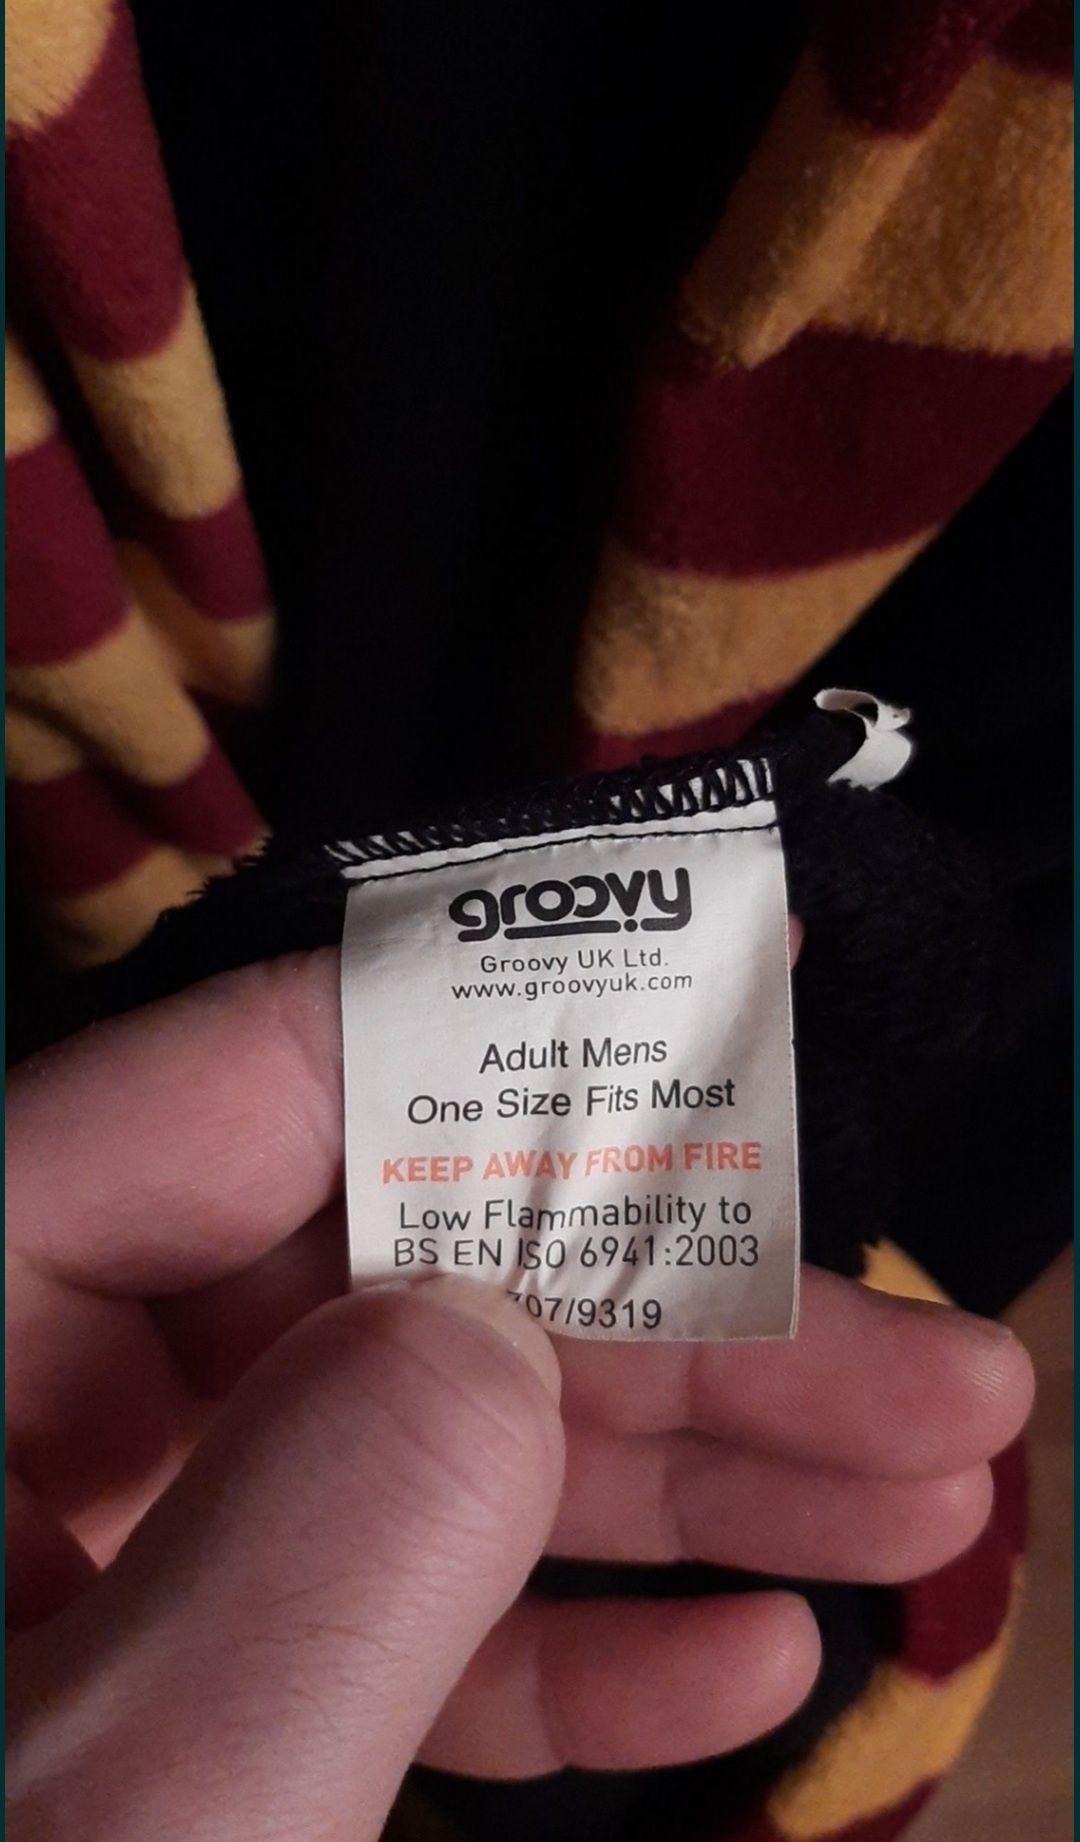 groovy
Groovy UK Ltd.
www.groovyuk.com
Adult Mens
One Size Fits Most
KEEP AWAY FROM FIRE
Low Flammability to
BS EN ISO 6941:2003
07/9319